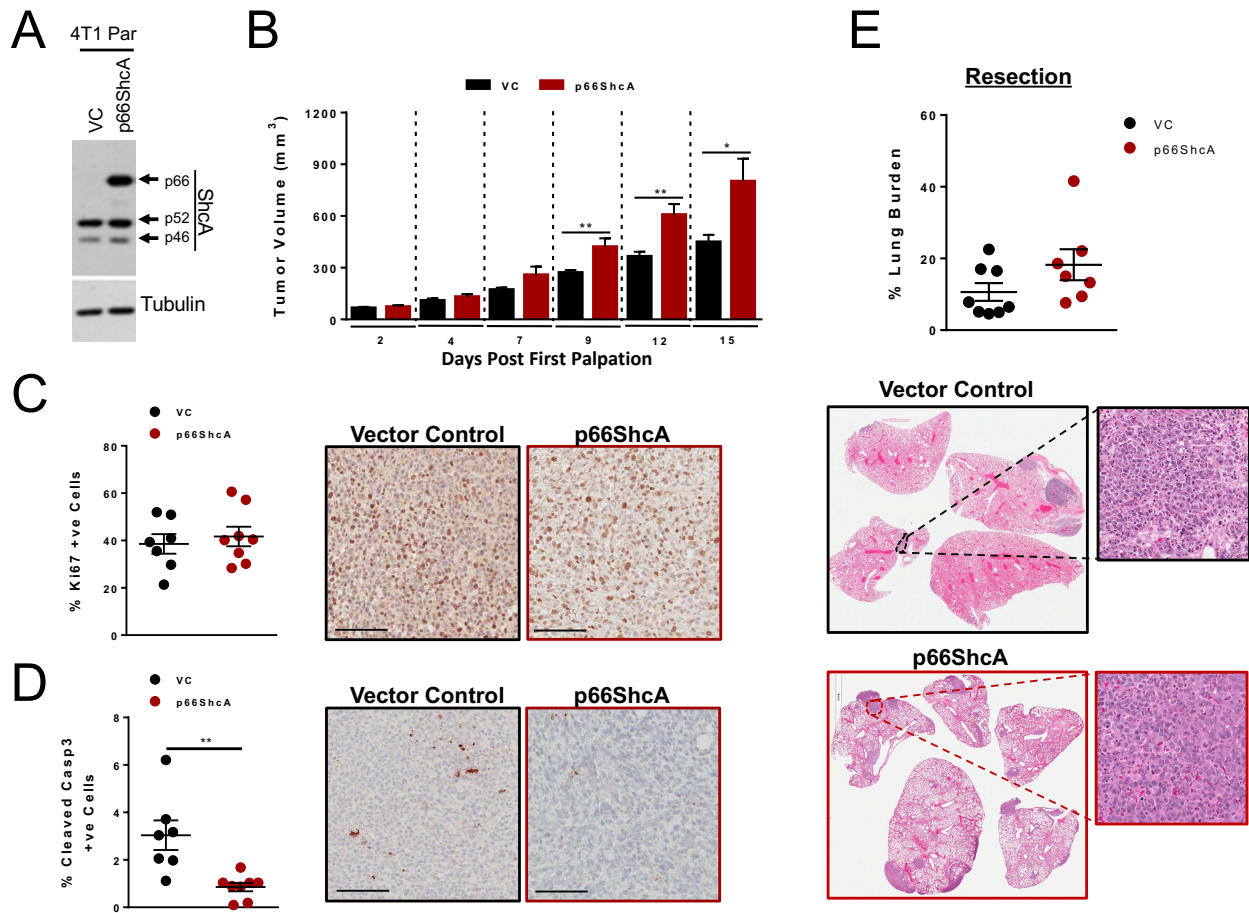 A
4T1 Par
VC
p66ShcA
p66
p52
p46
ShcA
Tubulin
B
VC
p66ShcA
Tumor Volume (mm3)
1200
900
600
300
0
**
**
*
2
4
7
9
12
15
Days Post First Palpation
E
Resection
VC
p66ShcA
% Lung Burden
60
40
20
0
C
VC
p66ShcA
% Ki67 +ve Cells
80
60
40
20
0
Vector Control
p66ShcA
D
VC
p66ShcA
% Cleaved Casp3
+ve Cells
8
6
4
2
0
**
Vector Control
p66ShcA
Vector Control
p66ShcA